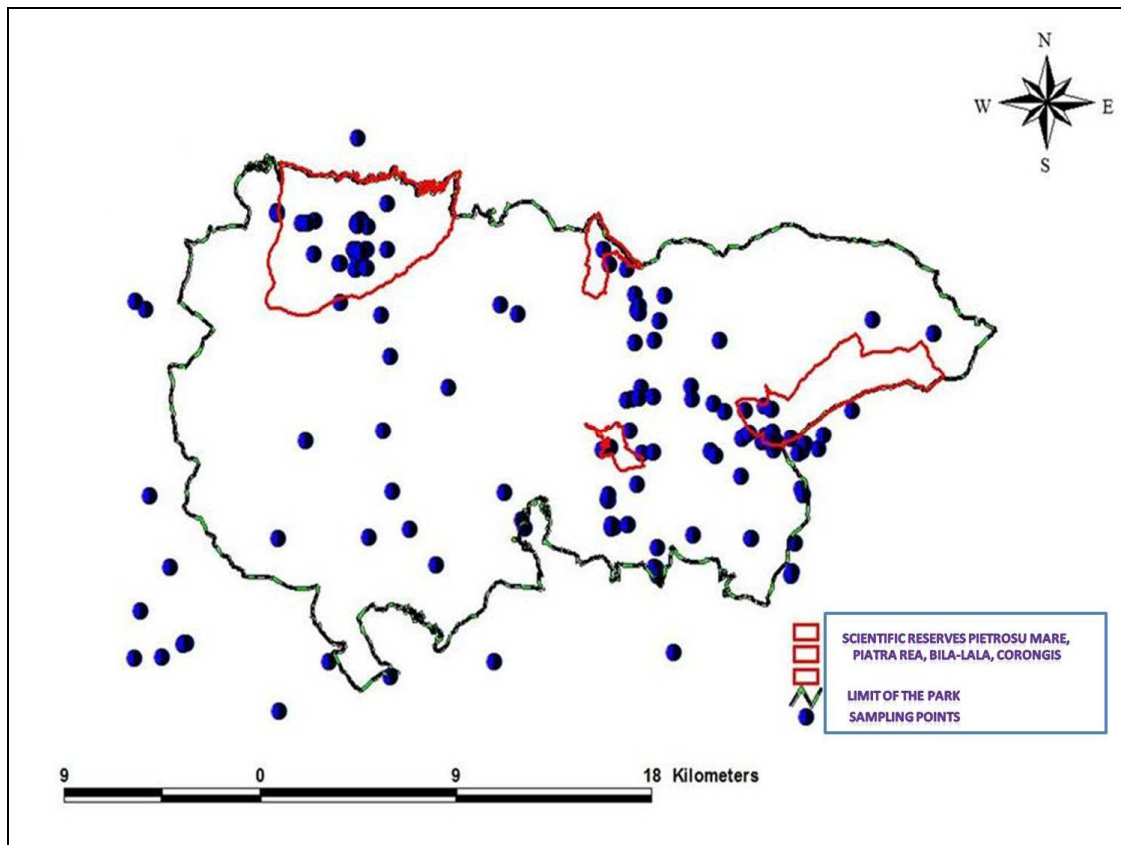 N
W E
S
SCIENTIFIC RESERVES PIETROSU MARE,
PIATRA REA, BILA-LALA, CORONGIS
LIMIT OF THE PARK
SAMPLING POINTS
9 0 9 18 Kilometers